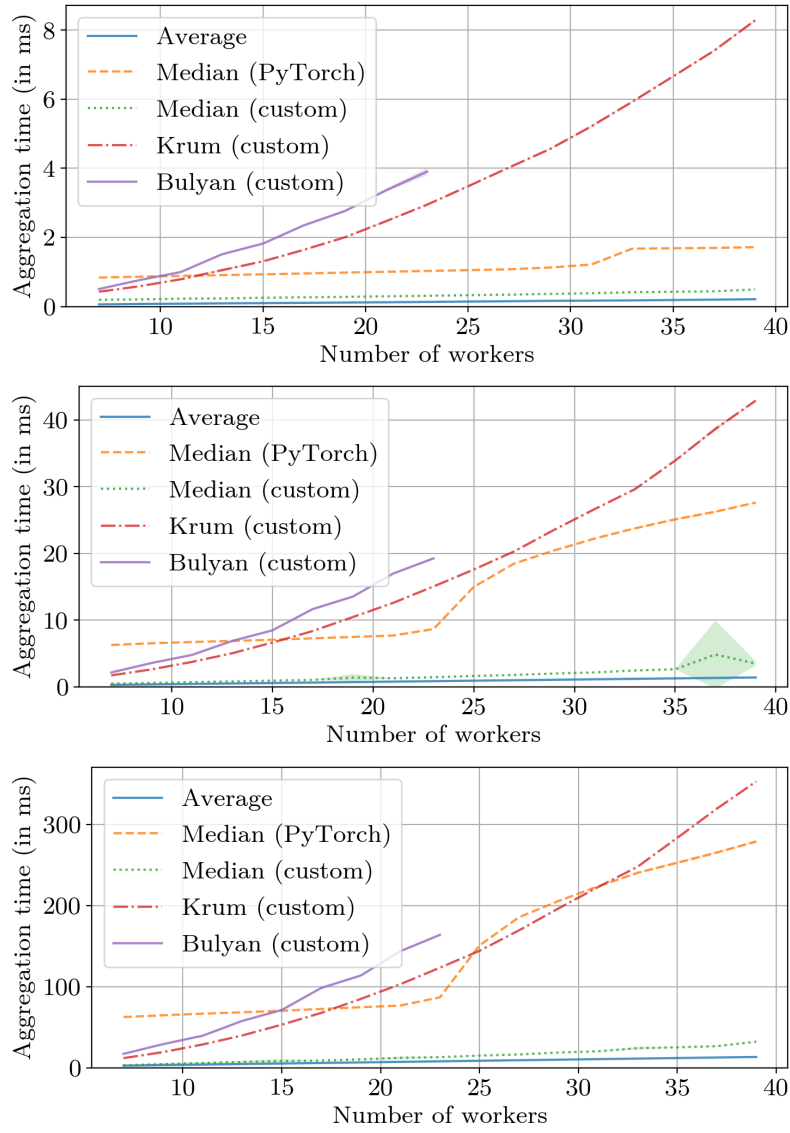 Aggregation time (in ms)
8
6
4
2
0
Average
Median (PyTorch)
Median (custom)
Krum (custom)
Bulyan (custom)
10 15 20 25 30 35 40
Number of workers
Aggregation time (in ms)
40
30
20
10
0
Average
Median (PyTorch)
Median (custom)
Krum (custom)
Bulyan (custom)
10 15 20 25 30 35 40
Number of workers
Aggregation time (in ms)
300
200
100
0
Average
Median (PyTorch)
Median (custom)
Krum (custom)
Bulyan (custom)
10 15 20 25 30 35 40
Number of workers